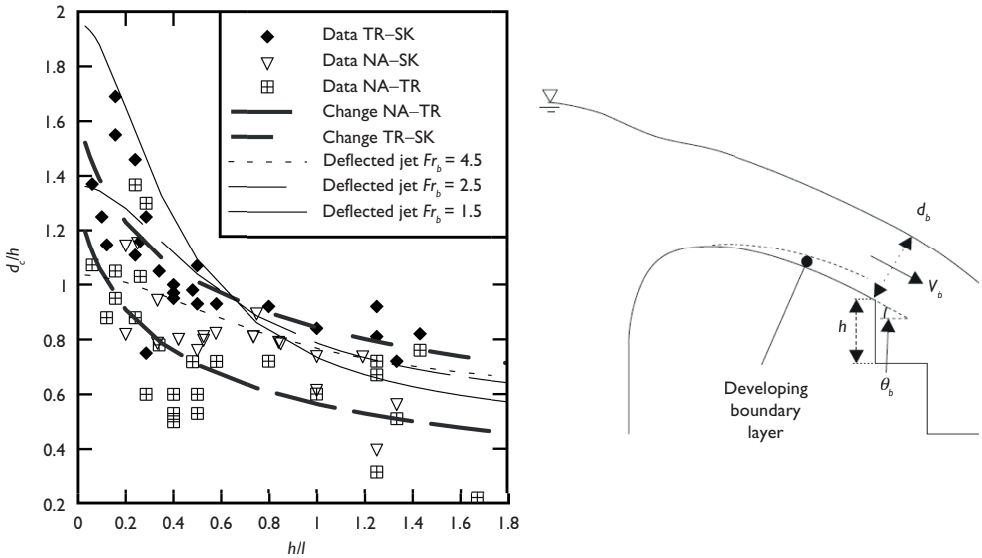 2
1.8
1.6
1.4
1.2
1
0.8
0.6
0.4
0.2
d_c/h
0
0.2
0.4
0.6
0.8
1
1.2
1.4
1.6
1.8
h/l
Data TR–SK
Data NA–SK
Data NA–TR
Change NA–TR
Change TR–SK
Deflected jet Fr_b = 4.5
Deflected jet Fr_b = 2.5
Deflected jet Fr_b = 1.5
d_b
V_b
h
θ_b
Developing
boundary
layer